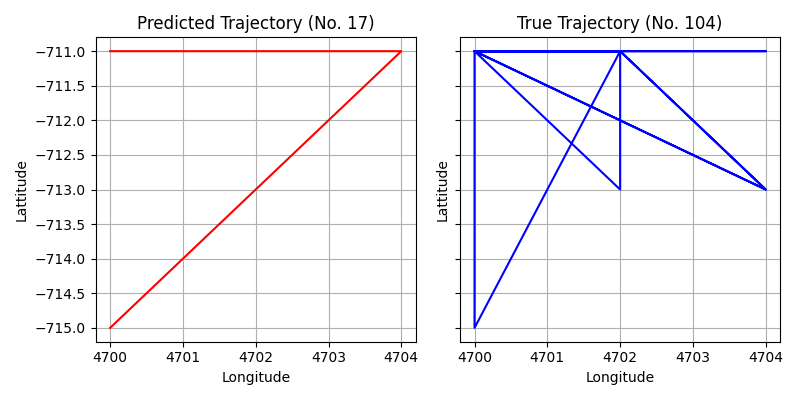 Predicted Trajectory (No. 17)
−711.0
−711.5
−712.0
−712.5
−713.0
−713.5
−714.0
−714.5
−715.0
Lattitude
4700 4701 4702 4703 4704
Longitude
True Trajectory (No. 104)
Lattitude
4700 4701 4702 4703 4704
Longitude